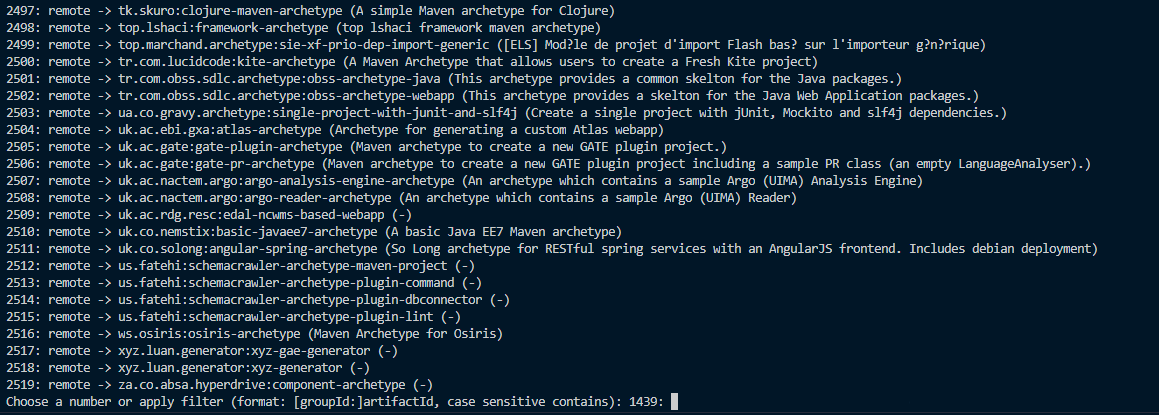 2497: remote -> tk.skuro:clojure-maven-archetype (A simple Maven archetype for Clojure)
2498: remote -> top.lshaci:framework-archetype (top lshaci framework maven archetype)
2499: remote -> top.marchand.archetype:sie-xf-prio-dep-import-generic ([ELS] Mod?le de projet d'import Flash bas? sur l'importeur g?n?rique)
2500: remote -> tr.com.lucidcode:kite-archetype (A Maven Archetype that allows users to create a Fresh Kite project)
2501: remote -> tr.com.obss.sdlc.archetype:obss-archetype-java (This archetype provides a common skelton for the Java packages.)
2502: remote -> tr.com.obss.sdlc.archetype:obss-archetype-webapp (This archetype provides a skelton for the Java Web Application packages.)
2503: remote -> ua.co.gravy.archetype:single-project-with-junit-and-slf4j (Create a single project with jUnit, Mockito and slf4j dependencies.)
2504: remote -> uk.ac.ebi.gxa:atlas-archetype (Archetype for generating a custom Atlas webapp)
2505: remote -> uk.ac.gate:gate-plugin-archetype (Maven archetype to create a new GATE plugin project.)
2506: remote -> uk.ac.gate:gate-pr-archetype (Maven archetype to create a new GATE plugin project including a sample PR class (an empty LanguageAnalyser).)
2507: remote -> uk.ac.nactem.argo:argo-analysis-engine-archetype (An archetype which contains a sample Argo (UIMA) Analysis Engine)
2508: remote -> uk.ac.nactem.argo:argo-reader-archetype (An archetype which contains a sample Argo (UIMA) Reader)
2509: remote -> uk.ac.rdg.resc:edal-ncwms-based-webapp (-)
2510: remote -> uk.co.nemstix:basic-javaee7-archetype (A basic Java EE7 Maven archetype)
2511: remote -> uk.co.solong:angular-spring-archetype (So Long archetype for RESTful spring services with an AngularJS frontend. Includes debian deployment)
2512: remote -> us.fatehi:schemacrawler-archetype-maven-project (-)
2513: remote -> us.fatehi:schemacrawler-archetype-plugin-command (-)
2514: remote -> us.fatehi:schemacrawler-archetype-plugin-dbconnector (-)
2515: remote -> us.fatehi:schemacrawler-archetype-plugin-lint (-)
2516: remote -> ws.osiris:osiris-archetype (Maven Archetype for Osiris)
2517: remote -> xyz.luan.generator:xyz-gae-generator (-)
2518: remote -> xyz.luan.generator:xyz-generator (-)
2519: remote -> za.co.absa.hyperdrive:component-archetype (-)
Choose a number or apply filter (format: [groupId:]artifactId, case sensitive contains): 1439: